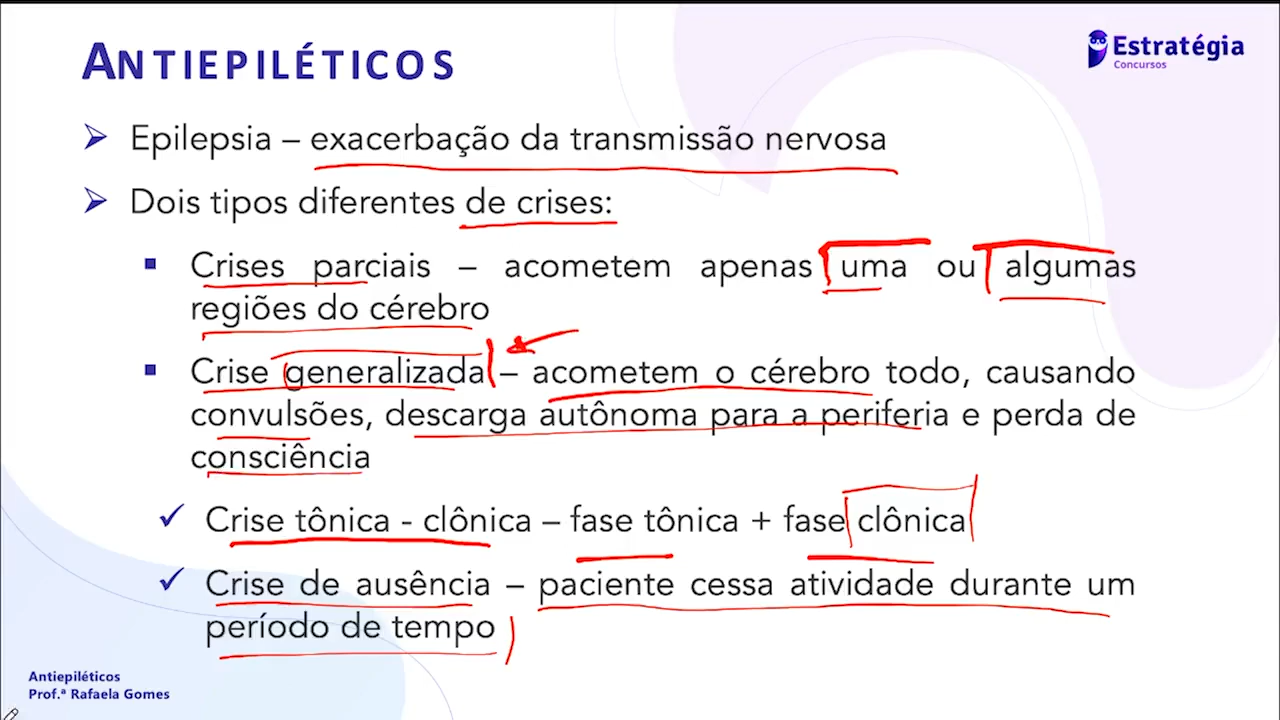 ANTIEPILÉTICOS
Estratégia
Concursos
Epilepsia – exacerbação da transmissão nervosa
Dois tipos diferentes de crises:
Crises parciais – acometem apenas uma ou algumas
regiões do cérebro
Crise generalizada – acometem o cérebro todo, causando
convulsões, descarga autônoma para a periferia e perda de
consciência
Crise tônica - clônica – fase tônica + fase clônica
Crise de ausência – paciente cessa atividade durante um
período de tempo
Antiepiléticos
Prof.ª Rafaela Gomes